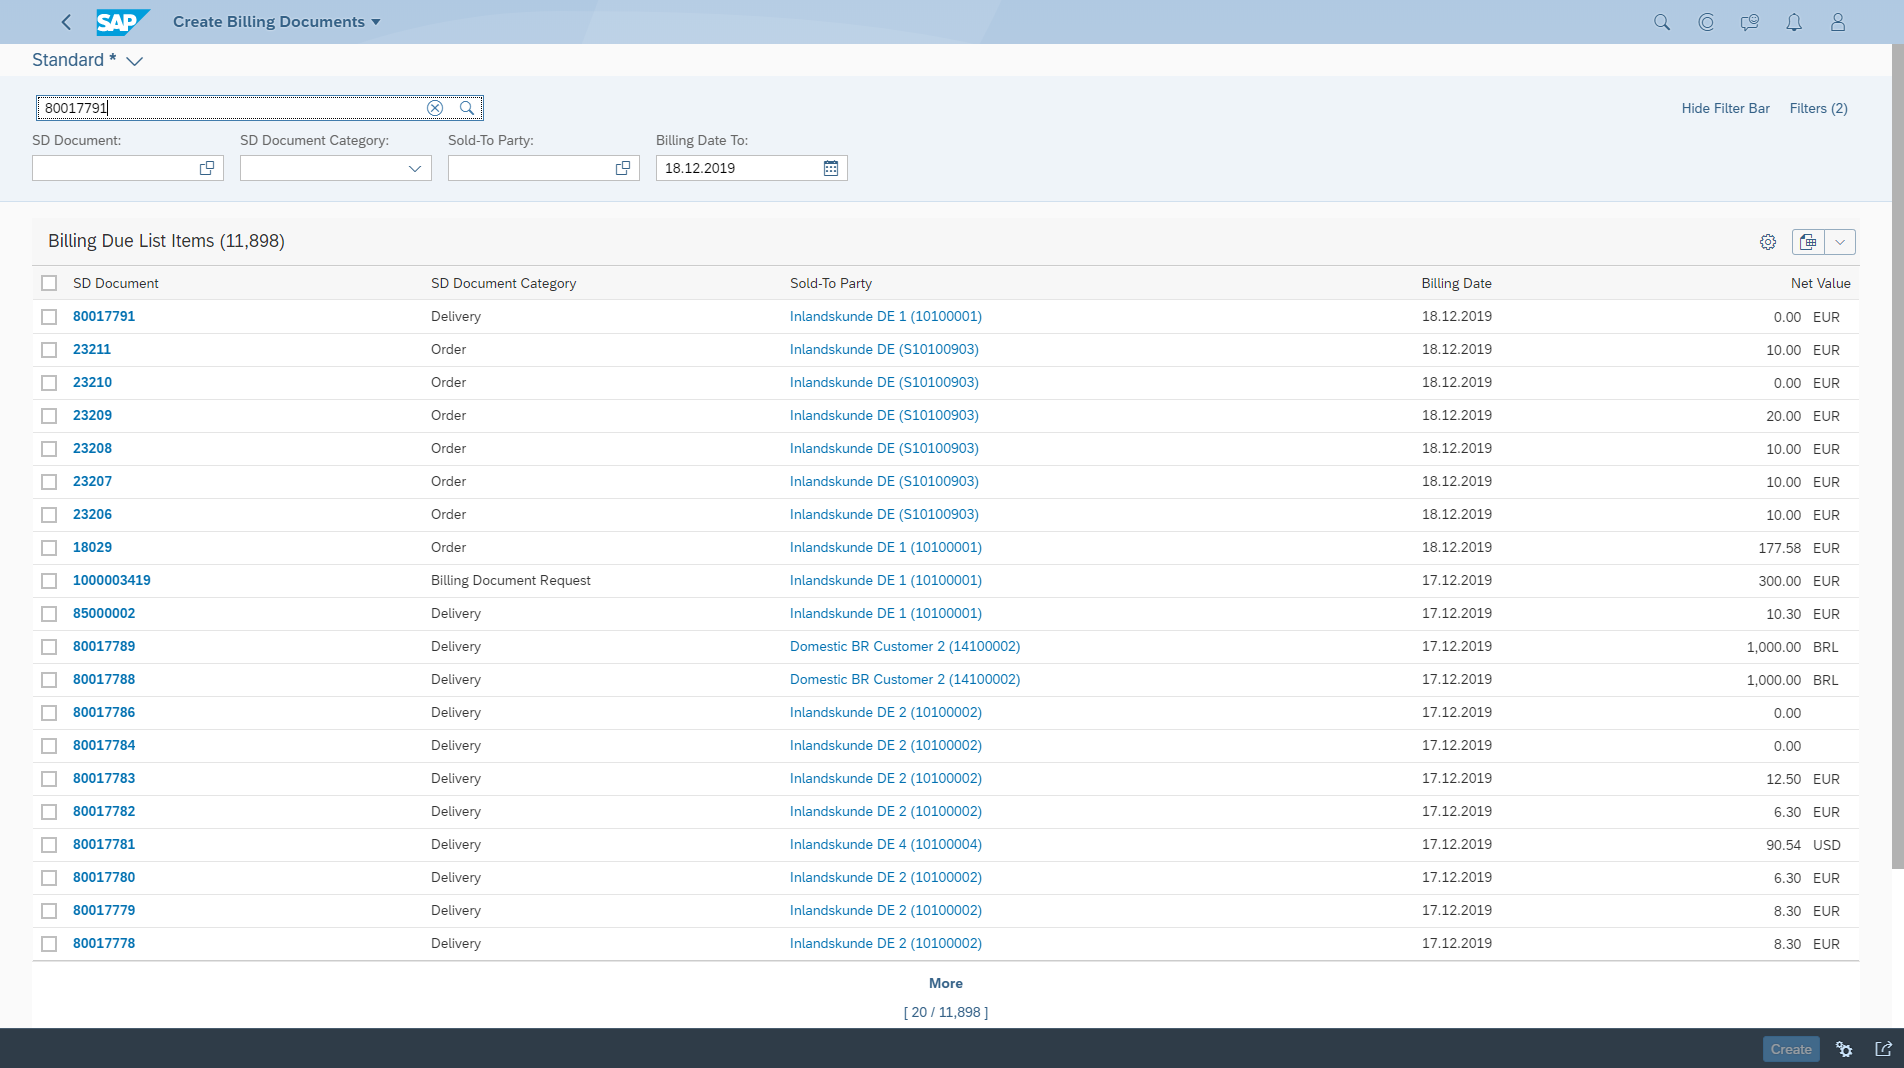 SAP Create Billing Documents
Standard *
80017791
Hide Filter Bar Filters (2)
SD Document: SD Document Category: Sold-To Party: Billing Date To:
18.12.2019
Billing Due List Items (11,898)
SD Document SD Document Category Sold-To Party Billing Date Net Value
80017791 Delivery Inlandskunde DE 1 (10100001) 18.12.2019 0.00 EUR
23211 Order Inlandskunde DE (S10100903) 18.12.2019 10.00 EUR
23210 Order Inlandskunde DE (S10100903) 18.12.2019 0.00 EUR
23209 Order Inlandskunde DE (S10100903) 18.12.2019 20.00 EUR
23208 Order Inlandskunde DE (S10100903) 18.12.2019 10.00 EUR
23207 Order Inlandskunde DE (S10100903) 18.12.2019 10.00 EUR
23206 Order Inlandskunde DE (S10100903) 18.12.2019 10.00 EUR
18029 Order Inlandskunde DE 1 (10100001) 18.12.2019 177.58 EUR
1000003419 Billing Document Request Inlandskunde DE 1 (10100001) 17.12.2019 300.00 EUR
85000002 Delivery Inlandskunde DE 1 (10100001) 17.12.2019 10.30 EUR
80017789 Delivery Domestic BR Customer 2 (14100002) 17.12.2019 1,000.00 BRL
80017788 Delivery Domestic BR Customer 2 (14100002) 17.12.2019 1,000.00 BRL
80017786 Delivery Inlandskunde DE 2 (10100002) 17.12.2019 0.00
80017784 Delivery Inlandskunde DE 2 (10100002) 17.12.2019 0.00
80017783 Delivery Inlandskunde DE 2 (10100002) 17.12.2019 12.50 EUR
80017782 Delivery Inlandskunde DE 2 (10100002) 17.12.2019 6.30 EUR
80017781 Delivery Inlandskunde DE 4 (10100004) 17.12.2019 90.54 USD
80017780 Delivery Inlandskunde DE 2 (10100002) 17.12.2019 6.30 EUR
80017779 Delivery Inlandskunde DE 2 (10100002) 17.12.2019 8.30 EUR
80017778 Delivery Inlandskunde DE 2 (10100002) 17.12.2019 8.30 EUR
More
[ 20 / 11,898 ]
Create